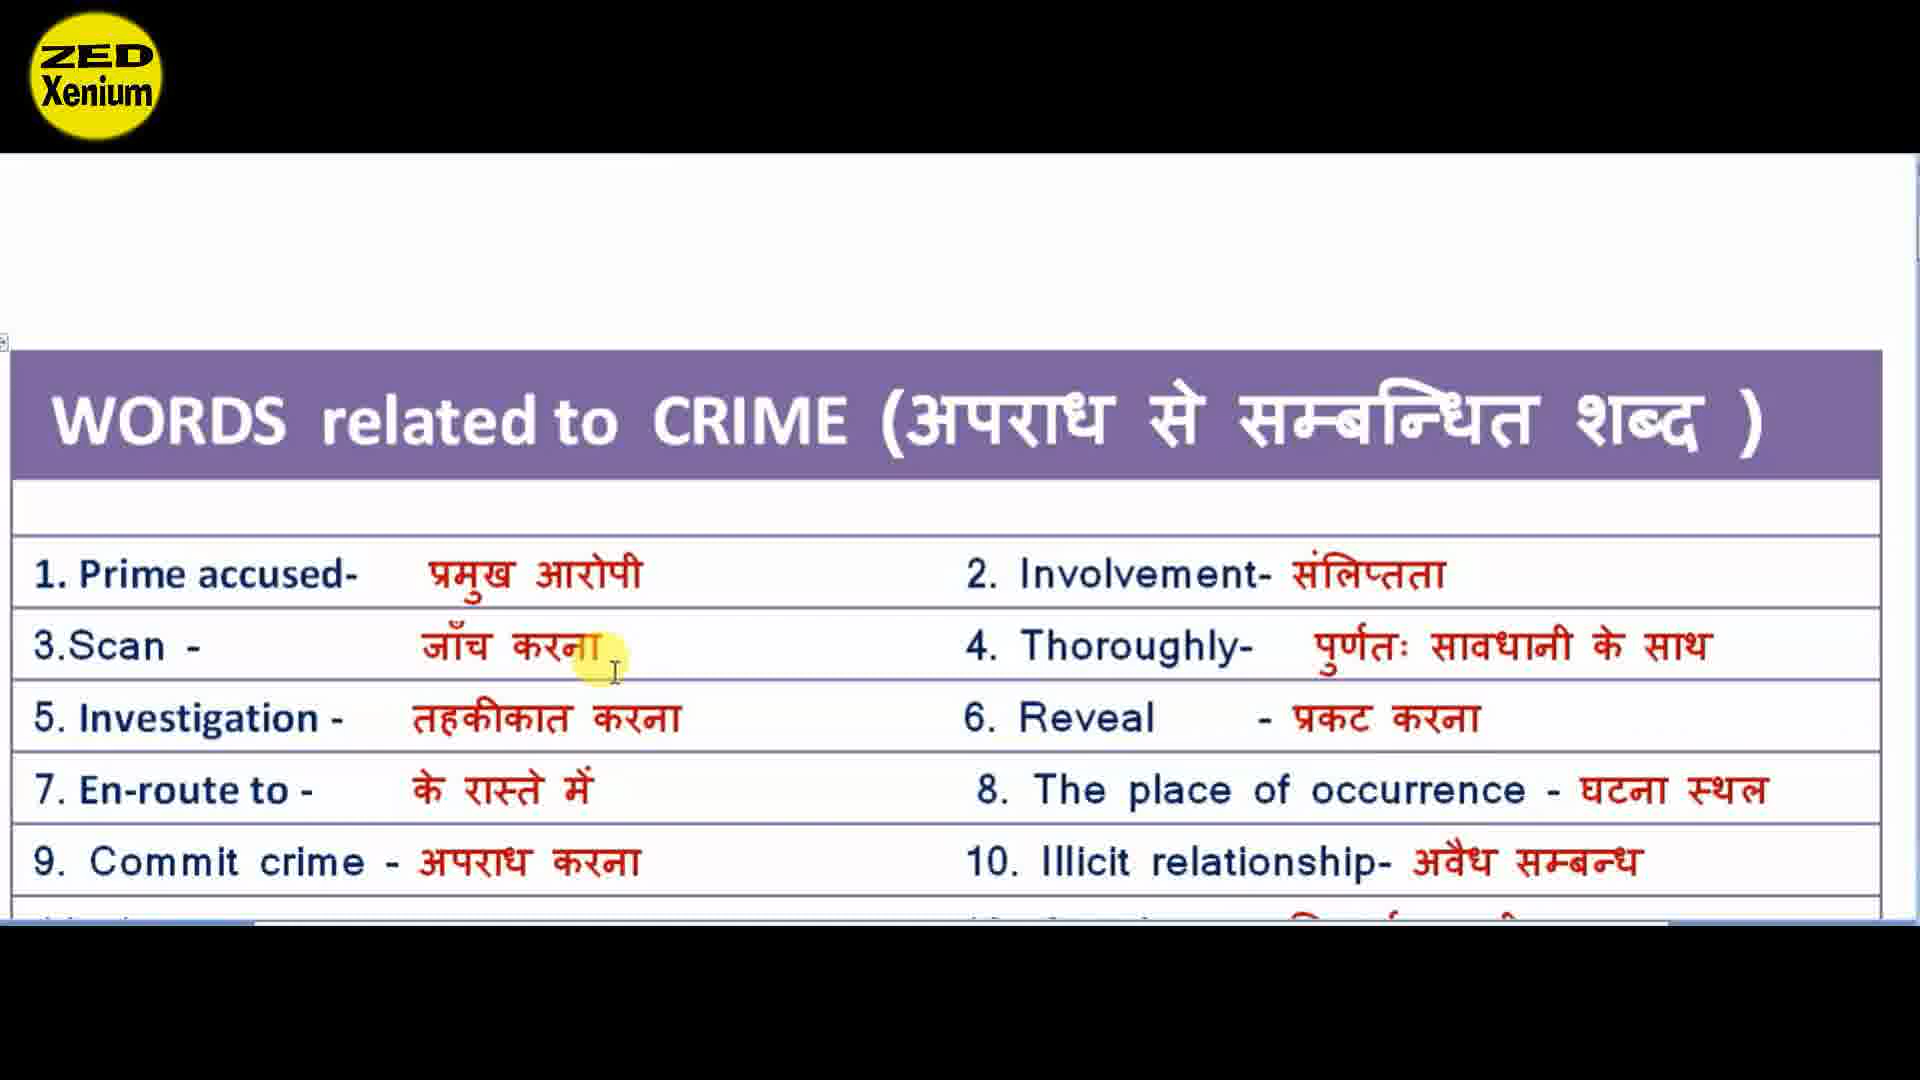 ZED
Xenium
WORDS related to CRIME (अपराध से सम्बन्धित शब्द )
1. Prime accused- प्रमुख आरोपी 2. Involvement- संलिप्तता
3.Scan - जाँच करना 4. Thoroughly- पुर्णतः सावधानी के साथ
5. Investigation - तहकीकात करना 6. Reveal - प्रकट करना
7. En-route to - के रास्ते में 8. The place of occurrence - घटना स्थल
9. Commit crime - अपराध करना 10. Illicit relationship- अवैध सम्बन्ध